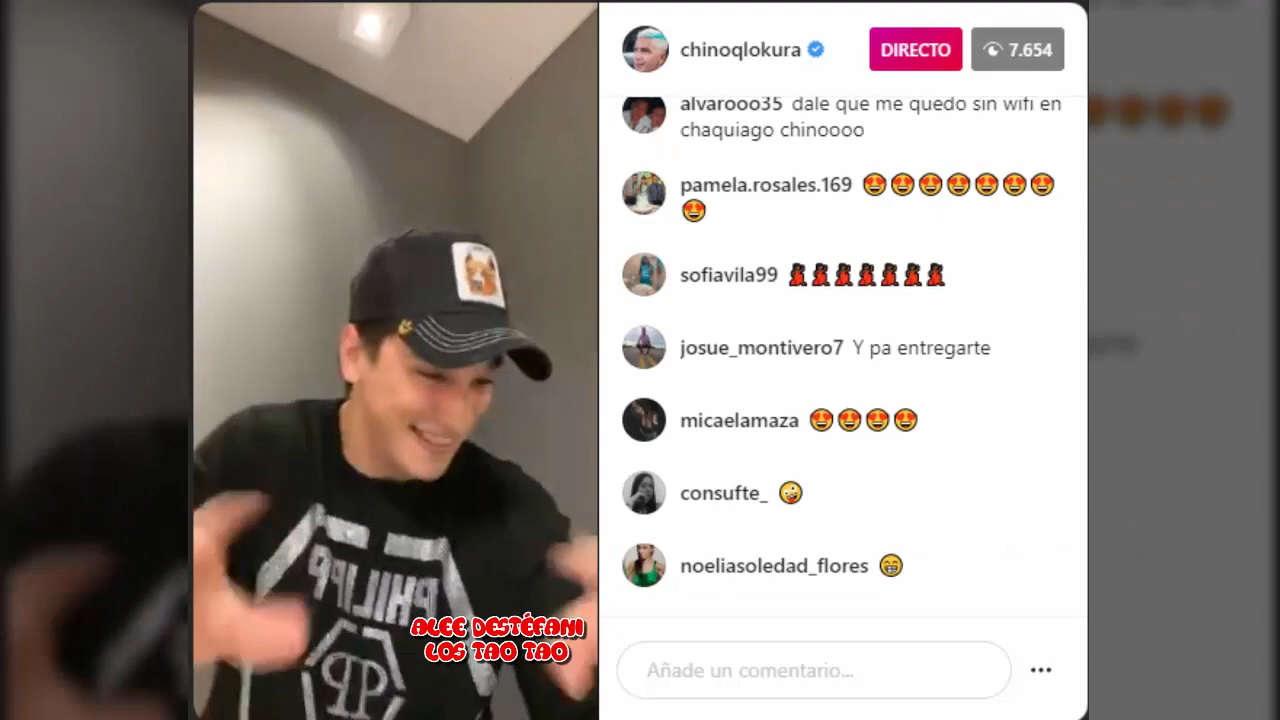 chinoqlokura
DIRECTO
7.654
alvarooo35 dale que me quedo sin wifi en
chaquiago chinoooo
pamela.rosales.169
sofiavila99
josue_montivero7 Y pa entregarte
micaelamaza
consufte_
noeliasoledad_flores
Añade un comentario...
PHILIPP
PP
ALEE DESTÉFANI
LOS TAO TAO